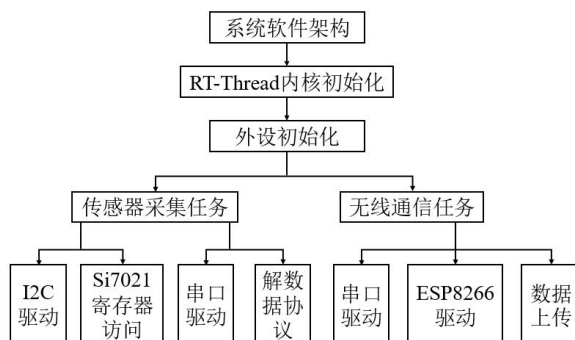 系统软件架构
RT-Thread内核初始化
外设初始化
传感器采集任务
无线通信任务
I2C
驱动
Si7021
寄存器
访问
串口
驱动
解数
据协
议
串口
驱动
ESP8266
驱动
数据
上传